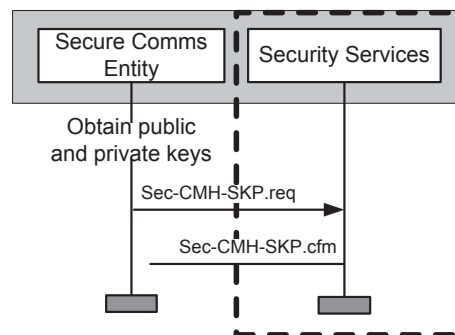 Secure Comms
Entity
Security Services
Obtain public
and private keys
Sec-CMH-SKP.req
Sec-CMH-SKP.cfm